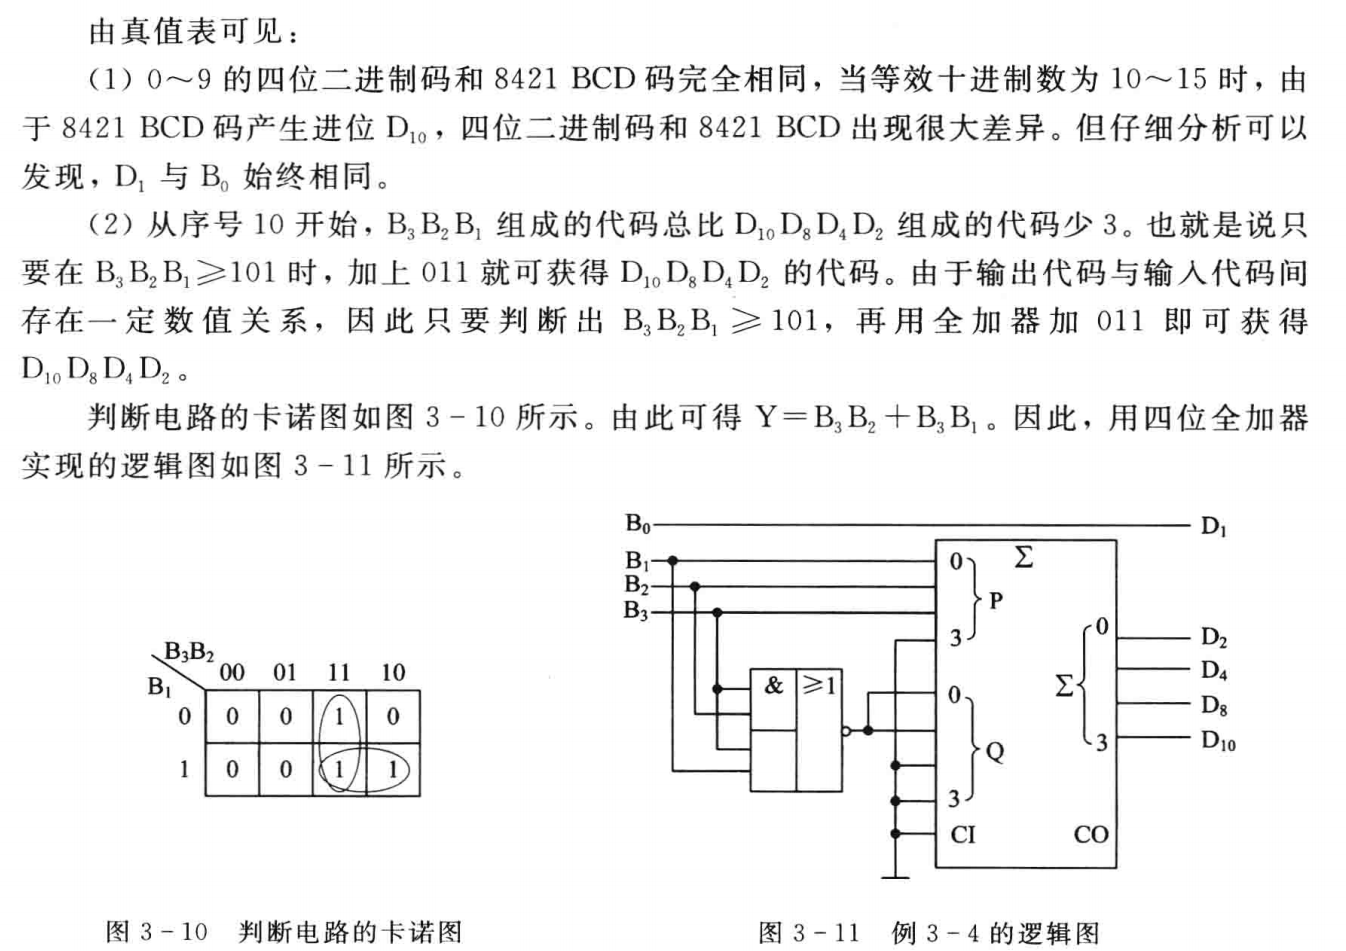 由真值表可见：
（1）0～9 的四位二进制码和 8421 BCD 码完全相同，当等效十进制数为 10～15 时，由
于 8421 BCD 码产生进位 D₁₀，四位二进制码和 8421 BCD 出现很大差异。但仔细分析可以
发现，D₁ 与 B₀ 始终相同。
（2）从序号 10 开始，B₃B₂B₁ 组成的代码总比 D₁₀D₈D₄D₂ 组成的代码少 3。也就是说只
要在 B₃B₂B₁≥101 时，加上 011 就可获得 D₁₀D₈D₄D₂ 的代码。由于输出代码与输入代码间
存在一定数值关系，因此只要判断出 B₃B₂B₁≥101，再用全加器加 011 即可获得
D₁₀D₈D₄D₂。
判断电路的卡诺图如图 3-10 所示。由此可得 Y=B₃B₂+B₃B₁。因此，用四位全加器
实现的逻辑图如图 3-11 所示。
B₃B₂
B₁
00 01 11 10
0 0 0 1 0
1 0 0 1 1
图 3-10 判断电路的卡诺图
B₀
D₁
B₁
B₂
B₃
& ≥1
0
P
3
0
Q
3
CI
Σ
Σ
0
3
CO
D₂
D₄
D₈
D₁₀
图 3-11 例 3-4 的逻辑图